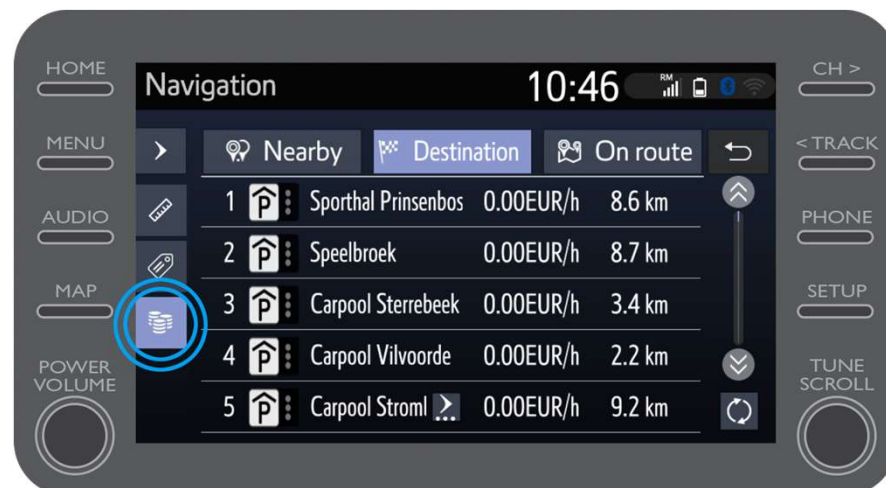 HOME
MENU
AUDIO
MAP
POWER
VOLUME
Navigation 10:46 RM
Nearby Destination On route
1 P Sporthal Prinsenbos 0.00EUR/h 8.6 km
2 P Speelbroek 0.00EUR/h 8.7 km
3 P Carpool Sterrebeek 0.00EUR/h 3.4 km
4 P Carpool Vilvoorde 0.00EUR/h 2.2 km
5 P Carpool Stroml 0.00EUR/h 9.2 km
CH >
< TRACK
PHONE
SETUP
TUNE
SCROLL